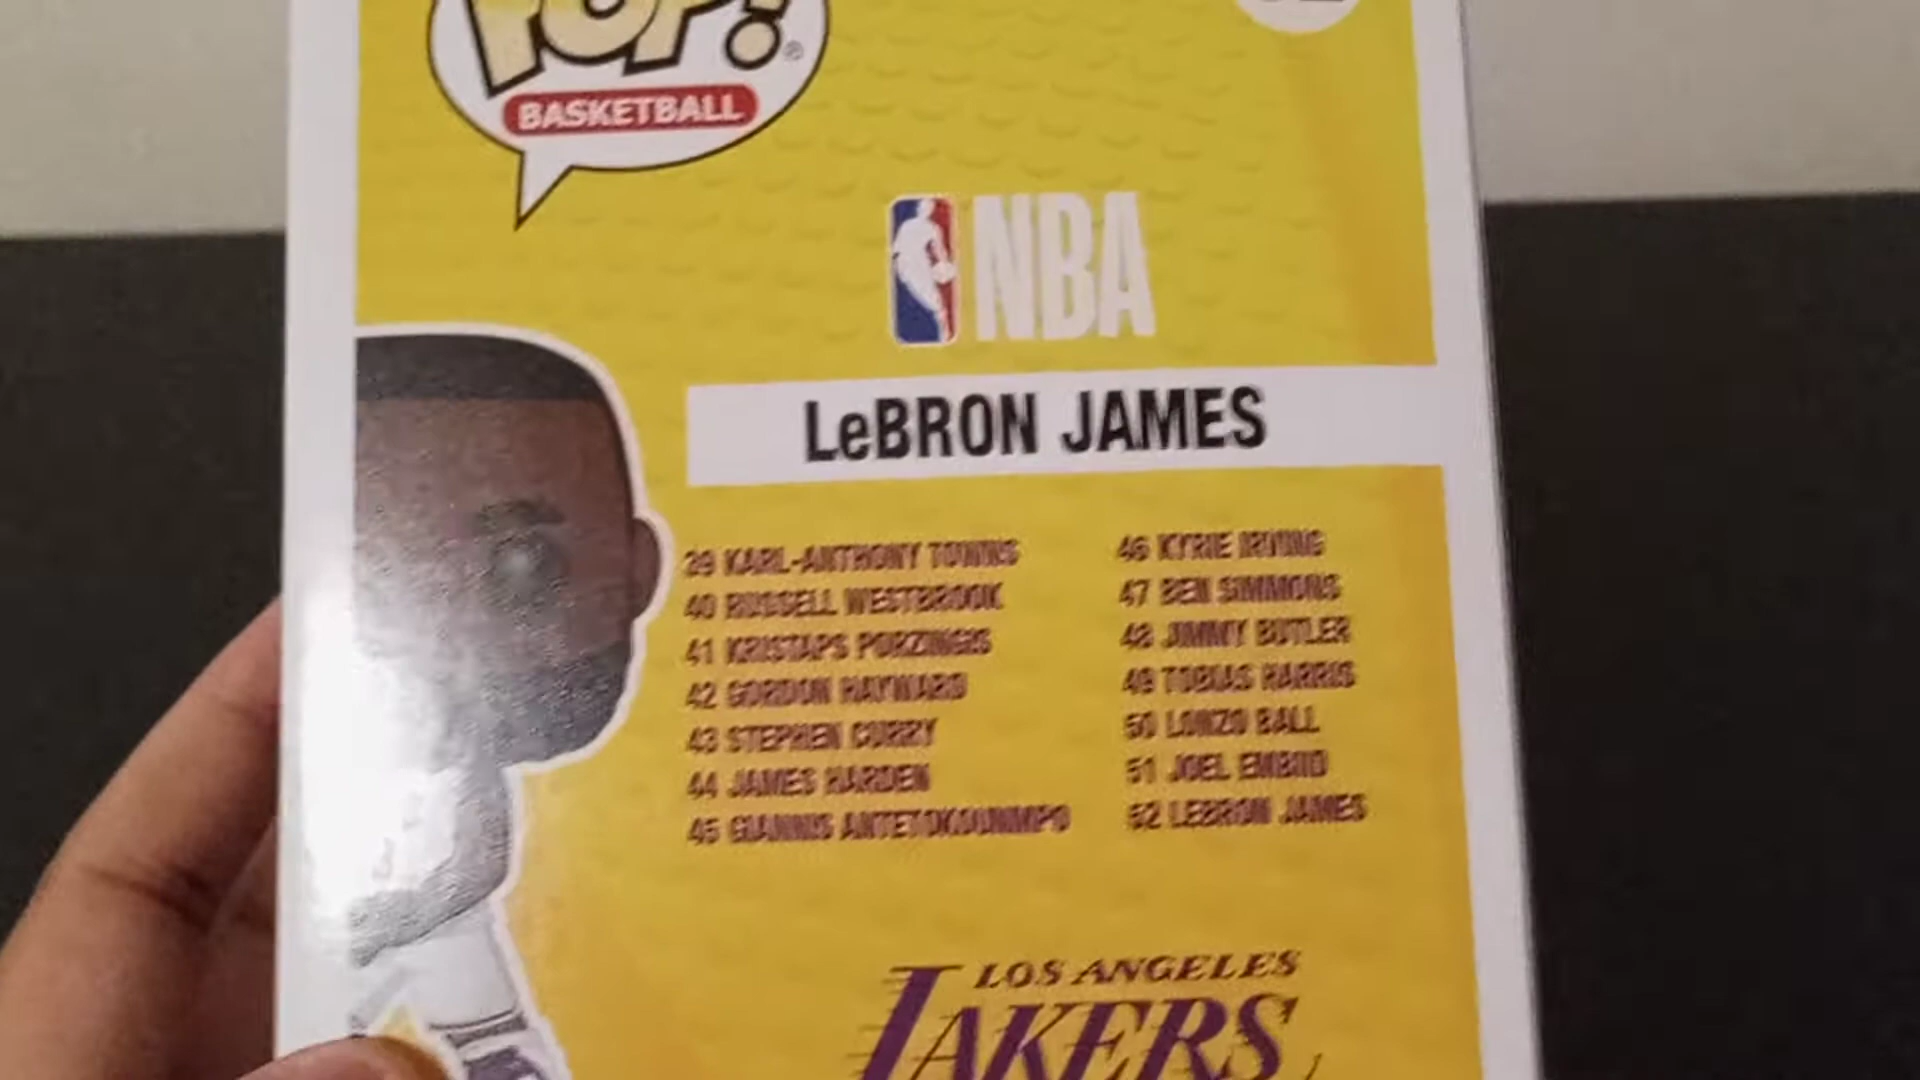 POP! ®
BASKETBALL
NBA
LeBRON JAMES
39 KARL-ANTHONY TOWNS
40 RUSSELL WESTBROOK
41 KRISTAPS PORZINGIS
42 GORDON HAYWARD
43 STEPHEN CURRY
44 JAMES HARDEN
45 GIANNIS ANTETOKOUNMPO
46 KYRIE IRVING
47 BEN SIMMONS
48 JIMMY BUTLER
49 TOBIAS HARRIS
50 LONZO BALL
51 JOEL EMBIID
52 LEBRON JAMES
LOS ANGELES
LAKERS